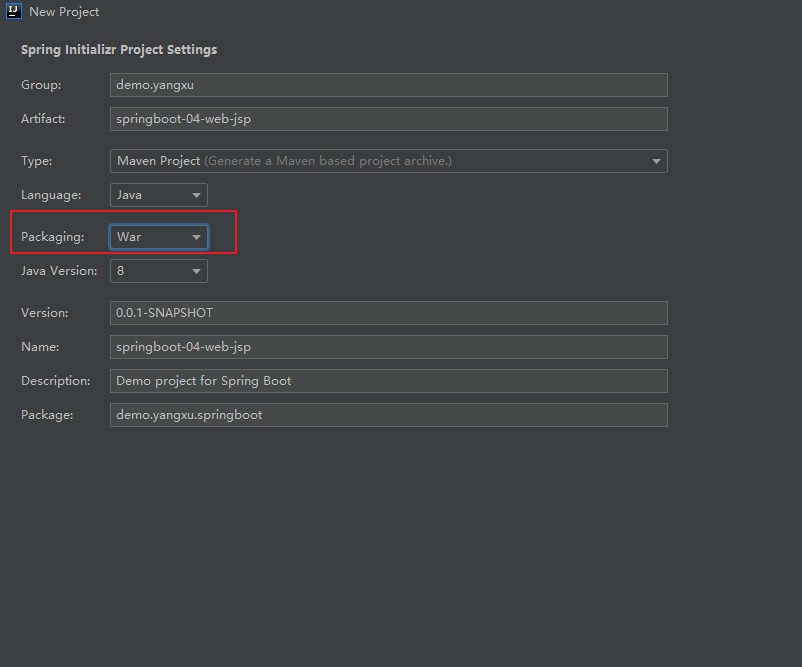 New Project
Spring Initializr Project Settings
Group: demo.yangxu
Artifact: springboot-04-web-jsp
Type: Maven Project (Generate a Maven based project archive.)
Language: Java
Packaging: War
Java Version: 8
Version: 0.0.1-SNAPSHOT
Name: springboot-04-web-jsp
Description: Demo project for Spring Boot
Package: demo.yangxu.springboot